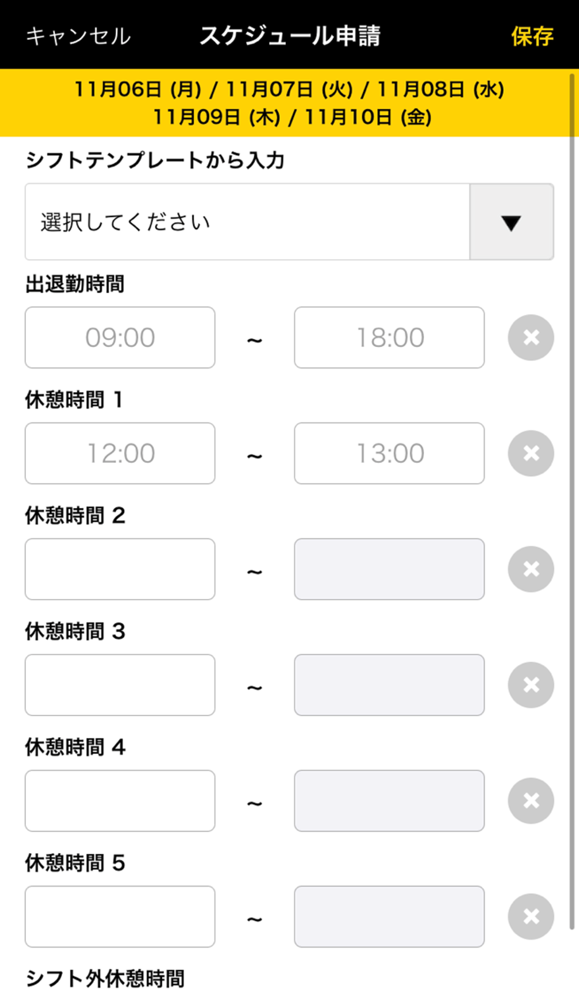 キャンセル スケジュール申請 保存
11月06日 (月) / 11月07日 (火) / 11月08日 (水)
11月09日 (木) / 11月10日 (金)
シフトテンプレートから入力
選択してください ▼
出退勤時間
09:00 ~ 18:00
休憩時間 1
12:00 ~ 13:00
休憩時間 2
~
休憩時間 3
~
休憩時間 4
~
休憩時間 5
~
シフト外休憩時間